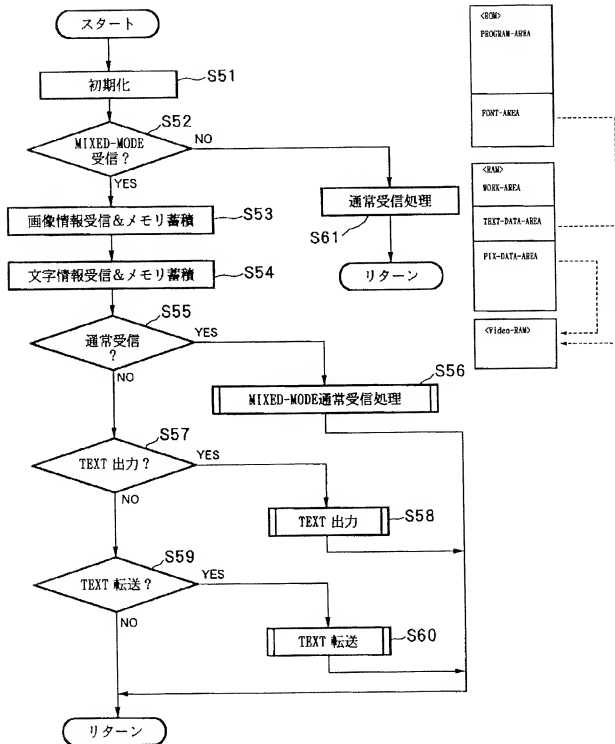 スタート
初期化
S51
S52
MIXED-MODE
受信?
NO
YES
画像情報受信&メモリ蓄積
S53
通常受信処理
S61
文字情報受信&メモリ蓄積
S54
リターン
S55
通常受信
?
YES
NO
S56
MIXED-MODE通常受信処理
S57
TEXT 出力?
YES
NO
TEXT 出力
S58
S59
TEXT 転送?
YES
NO
TEXT 転送
S60
リターン
<ROM>
PROGRAM-AREA
FONT-AREA
<RAM>
WORK-AREA
TEXT-DATA-AREA
PIX-DATA-AREA
<Video-RAM>